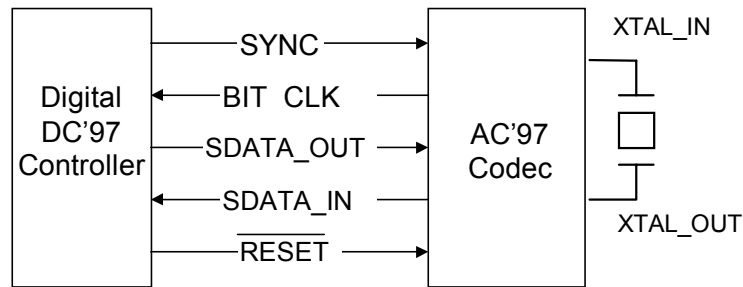 SYNC
BIT CLK
SDATA_OUT
SDATA_IN
RESET
Digital
DC’97
Controller
AC’97
Codec
XTAL_IN
XTAL_OUT